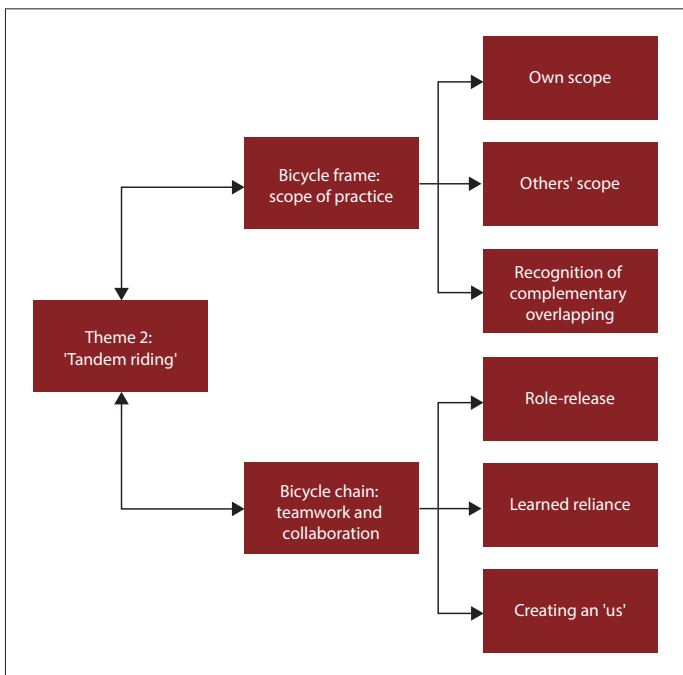 Theme 2:
'Tandem riding'
Bicycle frame:
scope of practice
Own scope
Others' scope
Recognition of
complementary
overlapping
Bicycle chain:
teamwork and
collaboration
Role-release
Learned reliance
Creating an 'us'